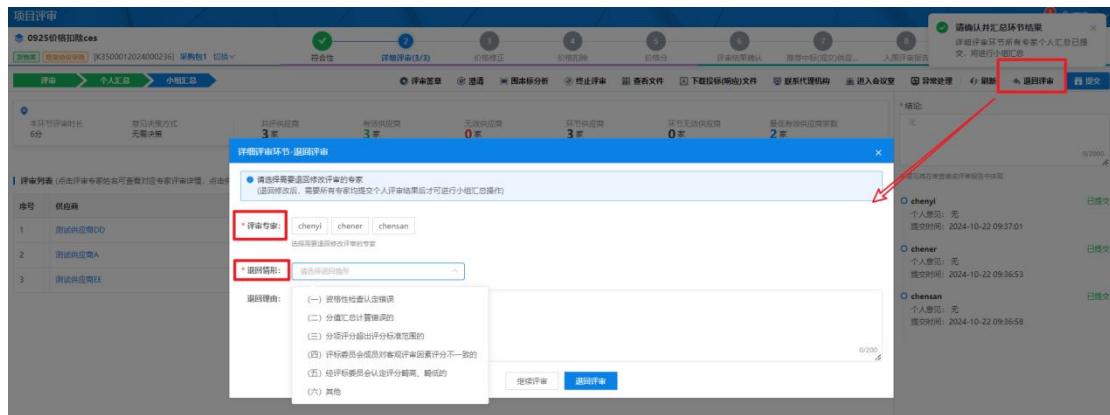 项目评审
0925价格扣除ces
[K35D00012024000236] 采购包1 切换
符合性
2
详细评审(3/3)
3
价格修正
4
价格扣除
5
价格分
6
评审结果确认
7
推荐中标(成交)供应...
8
请确认并汇总环节结果
详细评审环节所有专家个人汇总已提
交，将进行小组汇总
评审
个人汇总
小组汇总
评审签章
澄清
围串标分析
终止评审
查看文件
下载投标(响应)文件
联系代理机构
进入会议室
异常处理
刷新
退回评审
提交
本环节评审时长
6分
意见决策方式
无需决策
共评供应商
3 家
有效供应商
3 家
无效供应商
0 家
环节供应商
3 家
环节无效供应商
0 家
最低有效供应商家数
2 家
* 结论:
无
0/2000
评审列表
序号
供应商
1
测试供应商DD
2
测试供应商A
3
测试供应商EE
详细评审环节-退回评审
×
请选择需要退回修改评审的专家
(退回修改后，需要所有专家均提交个人评审结果后才可进行小组汇总操作)
* 评审专家:
chenyi
chener
chensan
选择需要退回修改评审的专家
* 退回情形:
请选择退回情形
退回理由:
(一) 资格性检查认定错误
(二) 分值汇总计算错误的
(三) 分项评分超出评分标准范围的
(四) 评标委员会成员对客观评审因素评分不一致的
(五) 经评标委员会认定评分畸高、畸低的
(六) 其他
0/200
继续评审
退回评审
chenyi
已提交
个人意见: 无
提交时间: 2024-10-22 09:37:01
chener
已提交
个人意见: 无
提交时间: 2024-10-22 09:36:53
chensan
已提交
个人意见: 无
提交时间: 2024-10-22 09:36:58